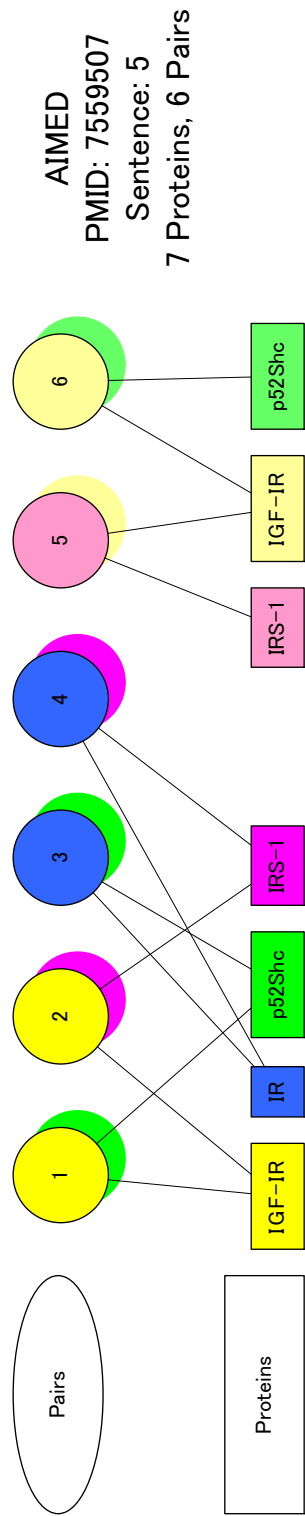 Pairs
1
2
3
4
5
6
AIMED
PMID: 7559507
Sentence: 5
7 Proteins, 6 Pairs
Proteins
IGF-IR
IR
p52Shc
IRS-1
IRS-1
IGF-IR
p52Shc